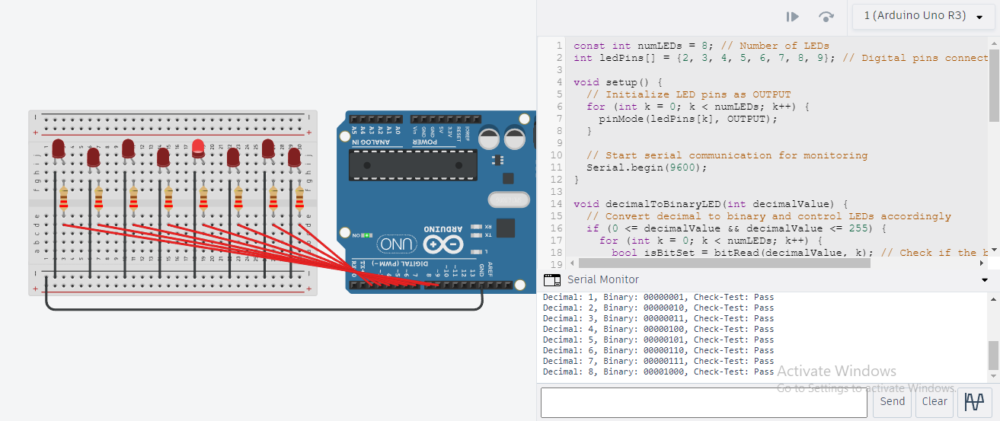 1 (Arduino Uno R3)
1 const int numLEDs = 8; // Number of LEDs
2 int ledPins[] = {2, 3, 4, 5, 6, 7, 8, 9}; // Digital pins connect
3
4 void setup() {
5 // Initialize LED pins as OUTPUT
6 for (int k = 0; k < numLEDs; k++) {
7 pinMode(ledPins[k], OUTPUT);
8 }
9
10 // Start serial communication for monitoring
11 Serial.begin(9600);
12 }
13
14 void decimalToBinaryLED(int decimalValue) {
15 // Convert decimal to binary and control LEDs accordingly
16 if (0 <= decimalValue && decimalValue <= 255) {
17 for (int k = 0; k < numLEDs; k++) {
18 bool isBitSet = bitRead(decimalValue, k); // Check if the b
19
Serial Monitor
Decimal: 1, Binary: 00000001, Check-Test: Pass
Decimal: 2, Binary: 00000010, Check-Test: Pass
Decimal: 3, Binary: 00000011, Check-Test: Pass
Decimal: 4, Binary: 00000100, Check-Test: Pass
Decimal: 5, Binary: 00000101, Check-Test: Pass
Decimal: 6, Binary: 00000110, Check-Test: Pass
Decimal: 7, Binary: 00000111, Check-Test: Pass
Decimal: 8, Binary: 00001000, Check-Test: Pass
Activate Windows
Go to Settings to activate Windows.
Send
Clear
A5 A4 A3 A2 A1 A0
Vin GND GND 5V 3.3V RESET IOREF
ANALOG IN
POWER
ARDUINO
UNO
ON
RX
TX
L
DIGITAL (PWM~)
8 ~9 ~10 ~11 12 13 GND AREF
a b c d e
f g h i j